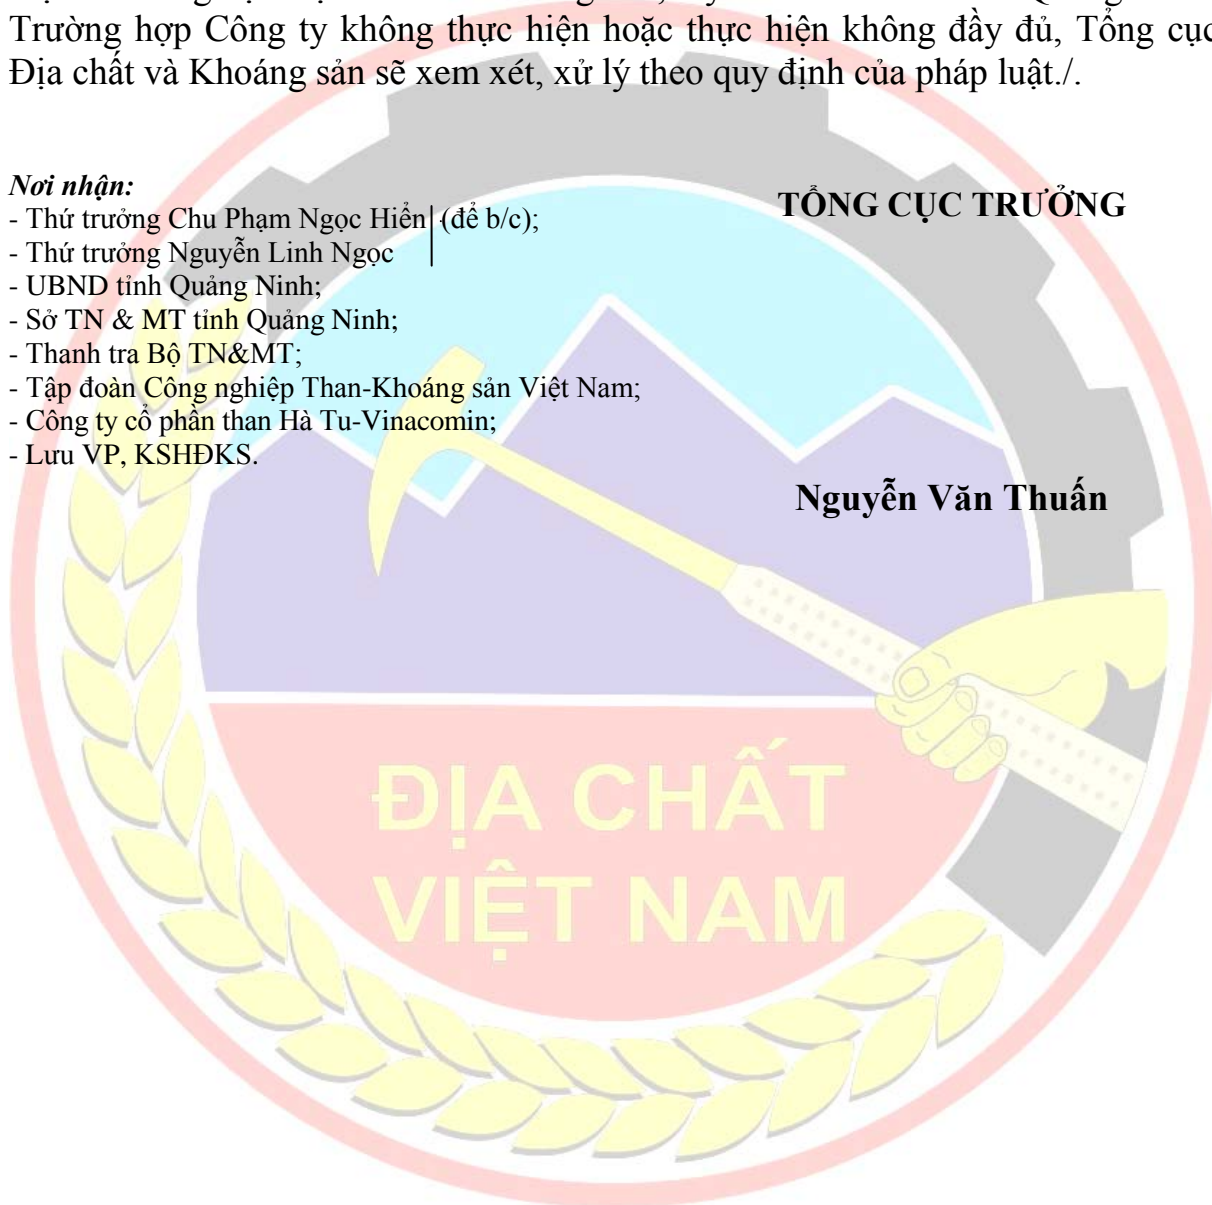 Trường hợp Công ty không thực hiện hoặc thực hiện không đầy đủ, Tổng cục
Địa chất và Khoáng sản sẽ xem xét, xử lý theo quy định của pháp luật./.
Nơi nhận:
- Thứ trưởng Chu Phạm Ngọc Hiển (để b/c);
- Thứ trưởng Nguyễn Linh Ngọc
- UBND tỉnh Quảng Ninh;
- Sở TN & MT tỉnh Quảng Ninh;
- Thanh tra Bộ TN&MT;
- Tập đoàn Công nghiệp Than-Khoáng sản Việt Nam;
- Công ty cổ phần than Hà Tu-Vinacomin;
- Lưu VP, KSHĐKS.
TỔNG CỤC TRƯỞNG
Nguyễn Văn Thuấn
ĐỊA CHẤT
VIỆT NAM